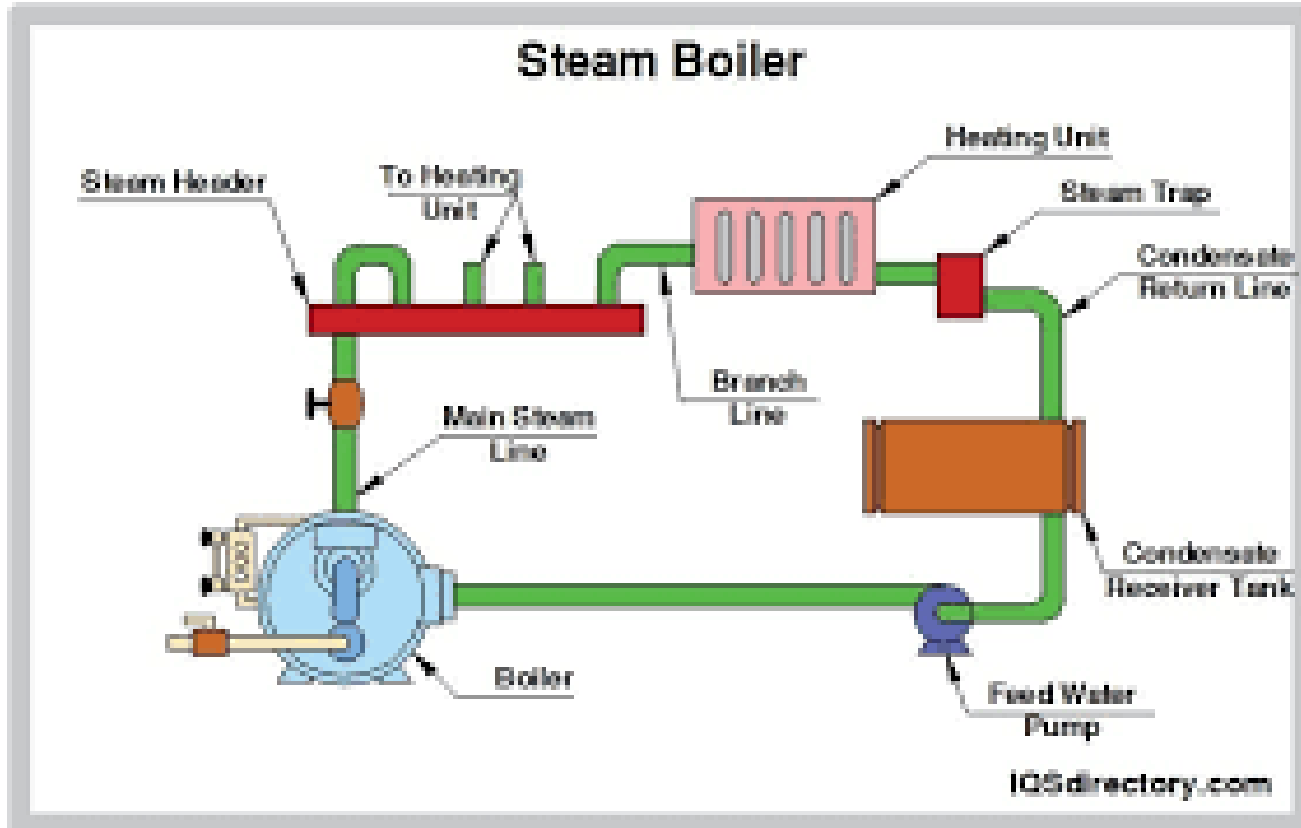 Steam Boiler
Heating Unit
Steam Header
To Heating
Unit
Steam Trap
Condensate
Return Line
Branch
Line
Main Steam
Line
Condensate
Receiver Tank
Boiler
Feed Water
Pump
IQSdirectory.com